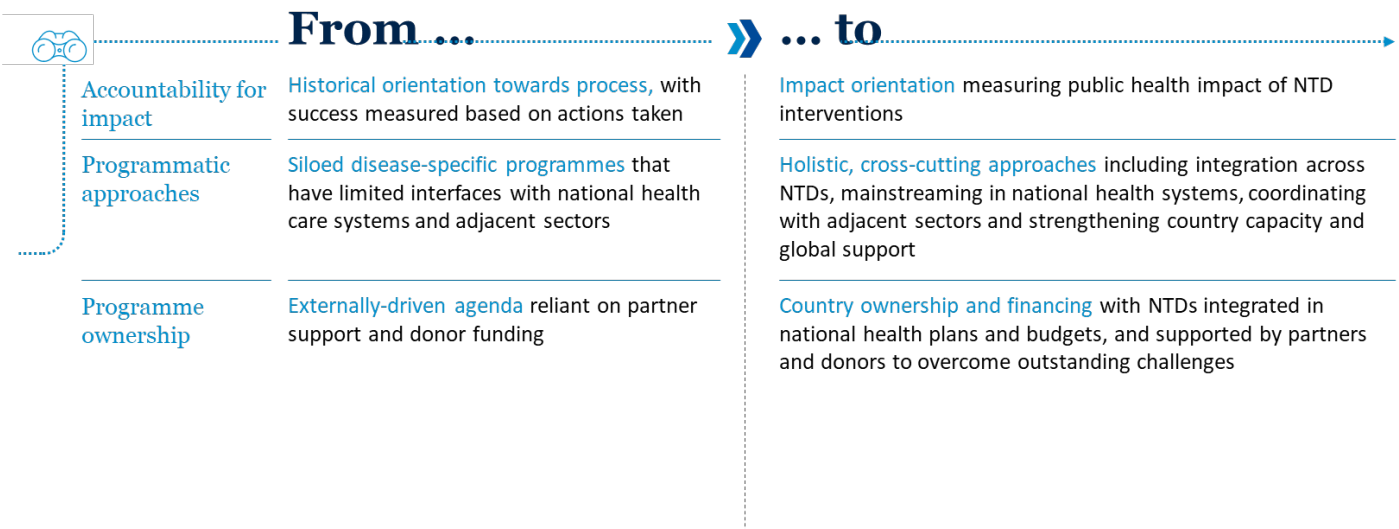 From ...
... to
Accountability for
impact
Historical orientation towards process, with
success measured based on actions taken
Impact orientation measuring public health impact of NTD
interventions
Programmatic
approaches
Siloed disease-specific programmes that
have limited interfaces with national health
care systems and adjacent sectors
Holistic, cross-cutting approaches including integration across
NTDs, mainstreaming in national health systems, coordinating
with adjacent sectors and strengthening country capacity and
global support
Programme
ownership
Externally-driven agenda reliant on partner
support and donor funding
Country ownership and financing with NTDs integrated in
national health plans and budgets, and supported by partners
and donors to overcome outstanding challenges